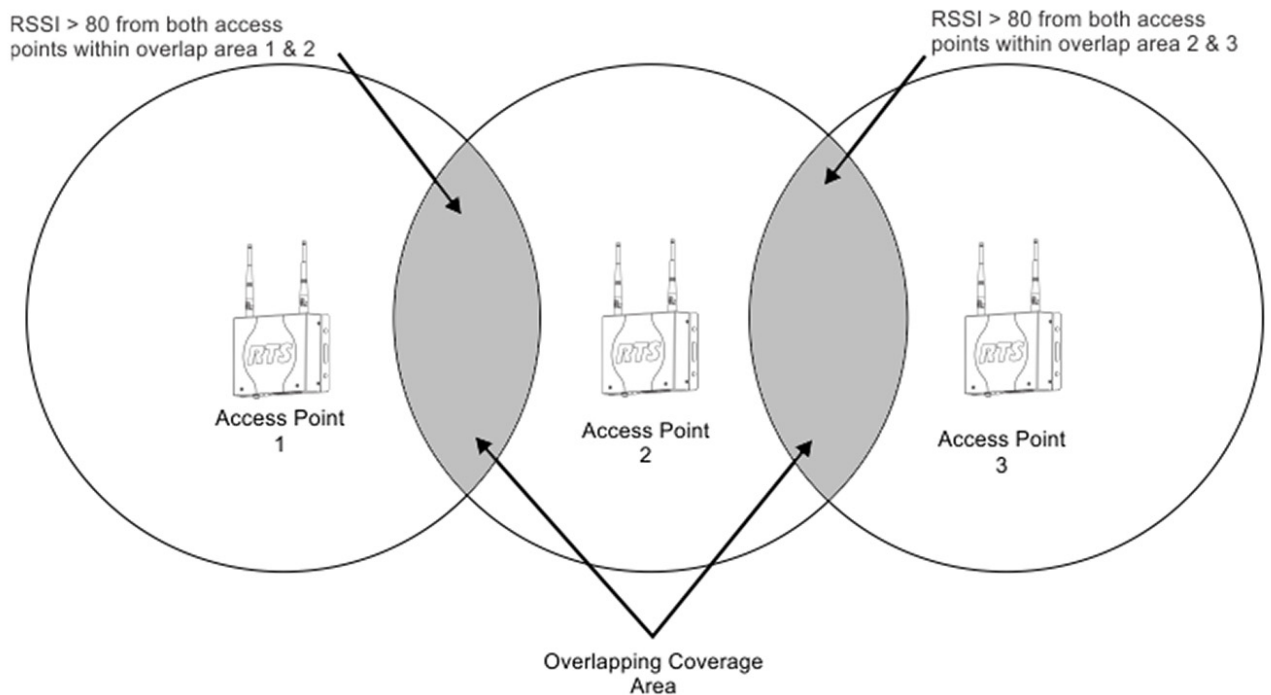 RSSI > 80 from both access
points within overlap area 1 & 2
RSSI > 80 from both access
points within overlap area 2 & 3
RTS
RTS
RTS
Access Point
1
Access Point
2
Access Point
3
Overlapping Coverage
Area